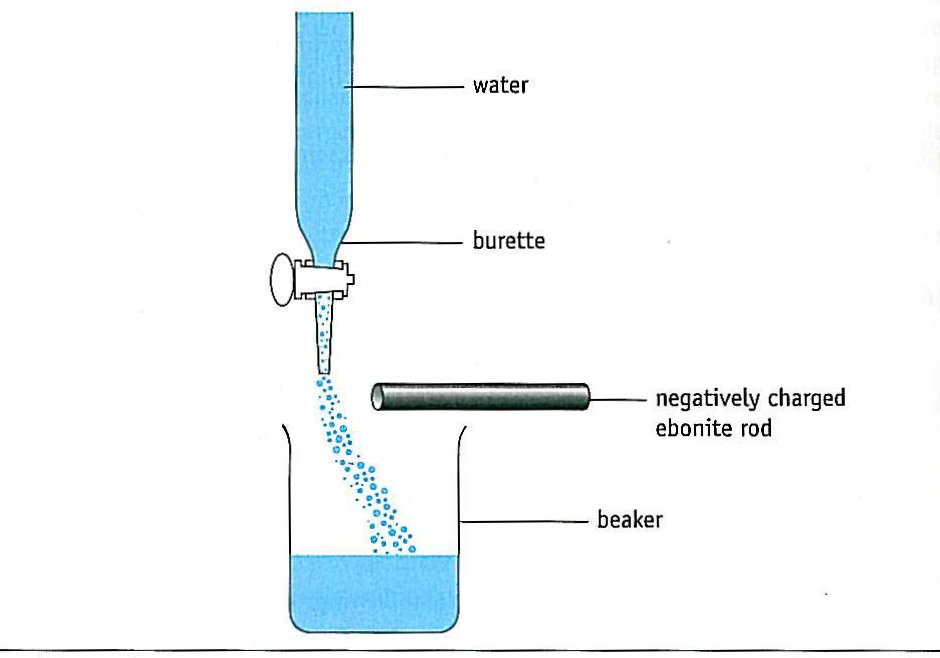 water
burette
negatively charged
ebonite rod
beaker